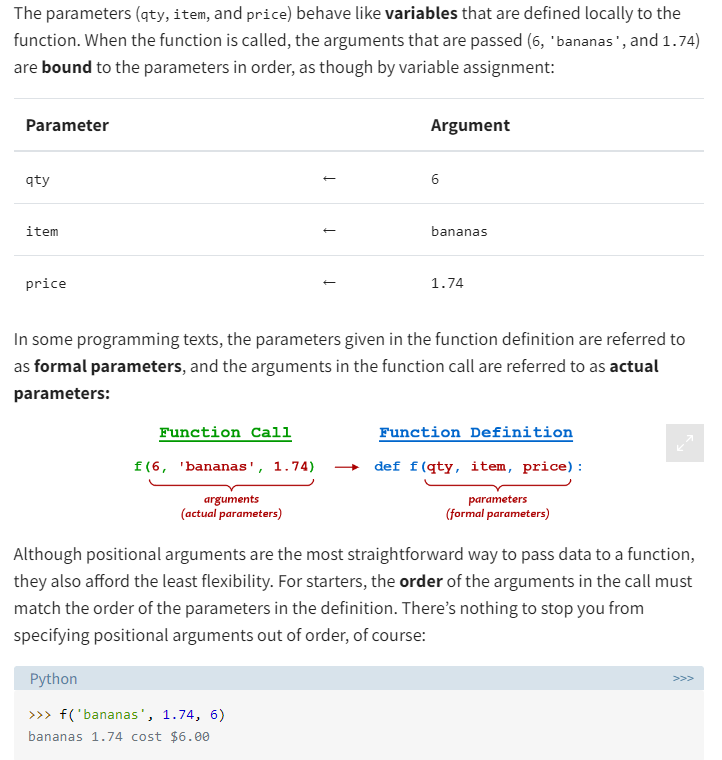 The parameters (qty, item, and price) behave like variables that are defined locally to the
function. When the function is called, the arguments that are passed (6, 'bananas', and 1.74)
are bound to the parameters in order, as though by variable assignment:
Parameter Argument
qty ← 6
item ← bananas
price ← 1.74
In some programming texts, the parameters given in the function definition are referred to
as formal parameters, and the arguments in the function call are referred to as actual
parameters:
Function Call Function Definition
f(6, 'bananas', 1.74) → def f(qty, item, price):
arguments parameters
(actual parameters) (formal parameters)
Although positional arguments are the most straightforward way to pass data to a function,
they also afford the least flexibility. For starters, the order of the arguments in the call must
match the order of the parameters in the definition. There’s nothing to stop you from
specifying positional arguments out of order, of course:
Python >>>
>>> f('bananas', 1.74, 6)
bananas 1.74 cost $6.00